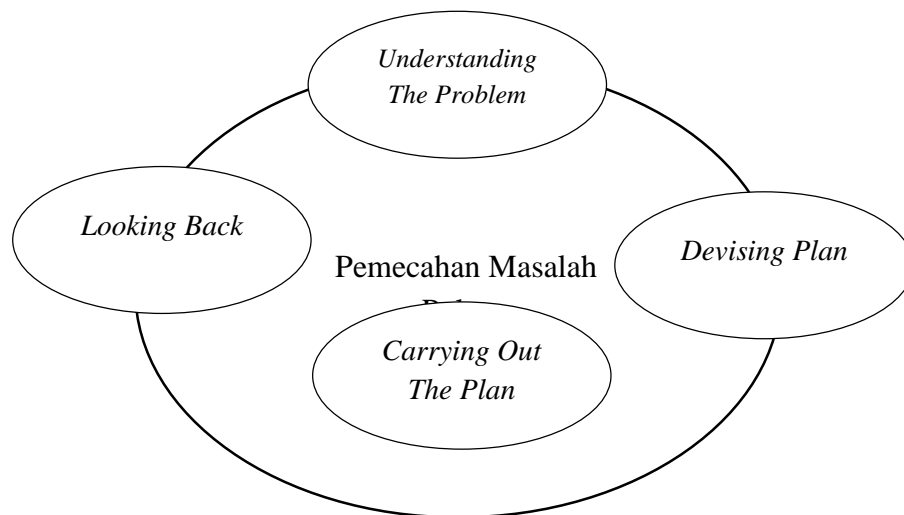 Understanding
The Problem
Looking Back
Devising Plan
Pemecahan Masalah
Carrying Out
The Plan